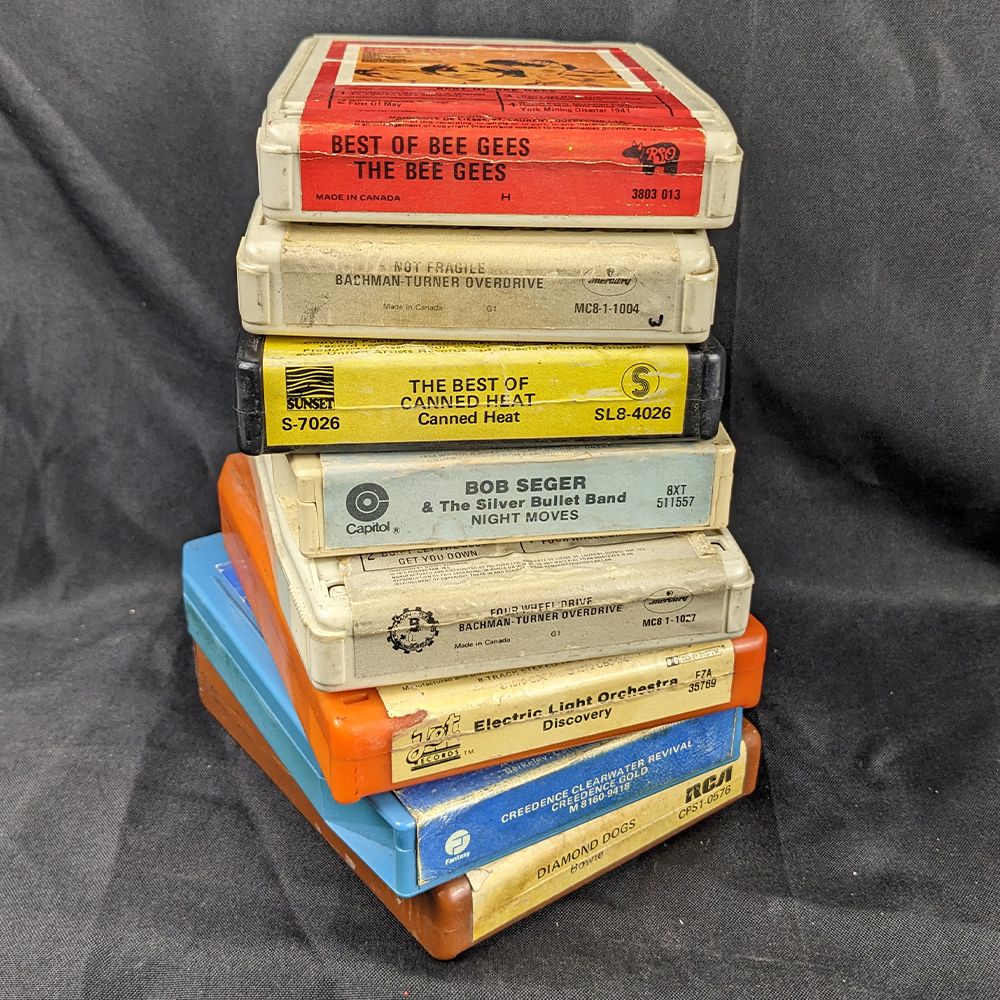 First Of May
York Mining Disaster 1941
BEST OF BEE GEES
THE BEE GEES
RSO
MADE IN CANADA H 3803 013
NOT FRAGILE
BACHMAN-TURNER OVERDRIVE
mercury
Made in Canada G1 MC8-1-1004
W
SUNSET
S-7026
THE BEST OF
CANNED HEAT
Canned Heat
S
SL8-4026
Capitol®
BOB SEGER
& The Silver Bullet Band
NIGHT MOVES
8XT
511557
GET YOU DOWN
FOUR WHEEL DRIVE
BACHMAN-TURNER OVERDRIVE
mercury
Made in Canada G1 MC8 1-1027
Jet
RECORDS™
Electric Light Orchestra
Discovery
FZA
35769
Berkeley,
CREEDENCE CLEARWATER REVIVAL
CREEDENCE GOLD
M 8160-9418
Fantasy
DIAMOND DOGS
Bowie
RCA
CPS1-0576